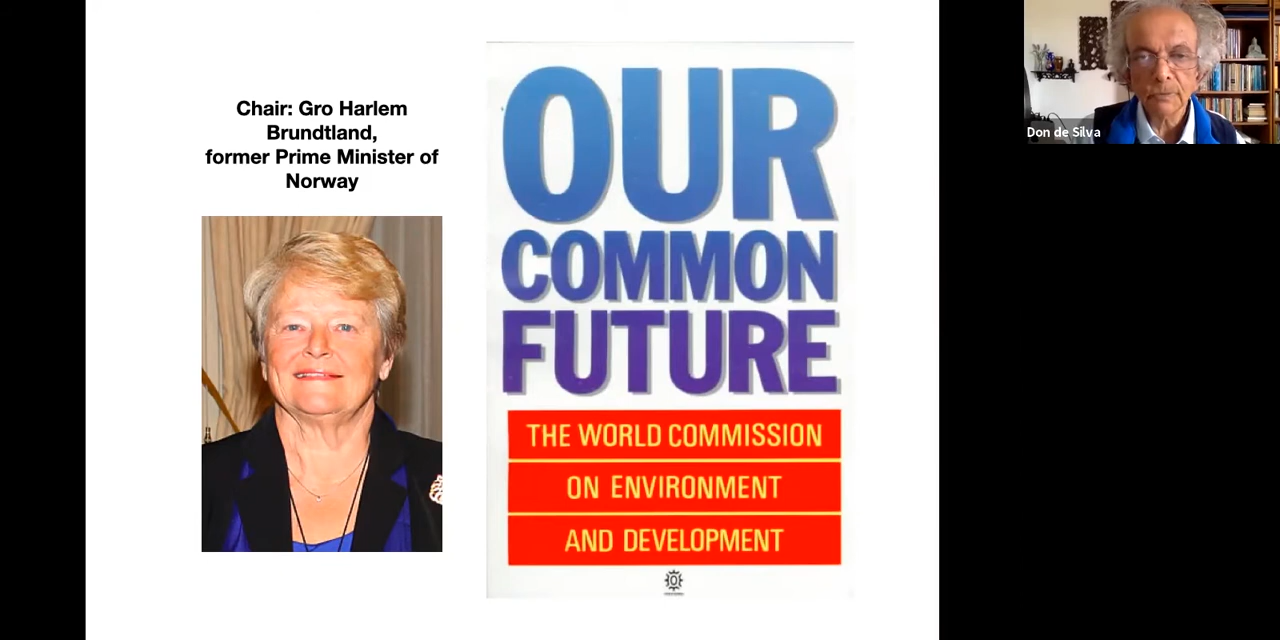 Chair: Gro Harlem
Brundtland,
former Prime Minister of
Norway
OUR
COMMON
FUTURE
THE WORLD COMMISSION
ON ENVIRONMENT
AND DEVELOPMENT
Don de Silva